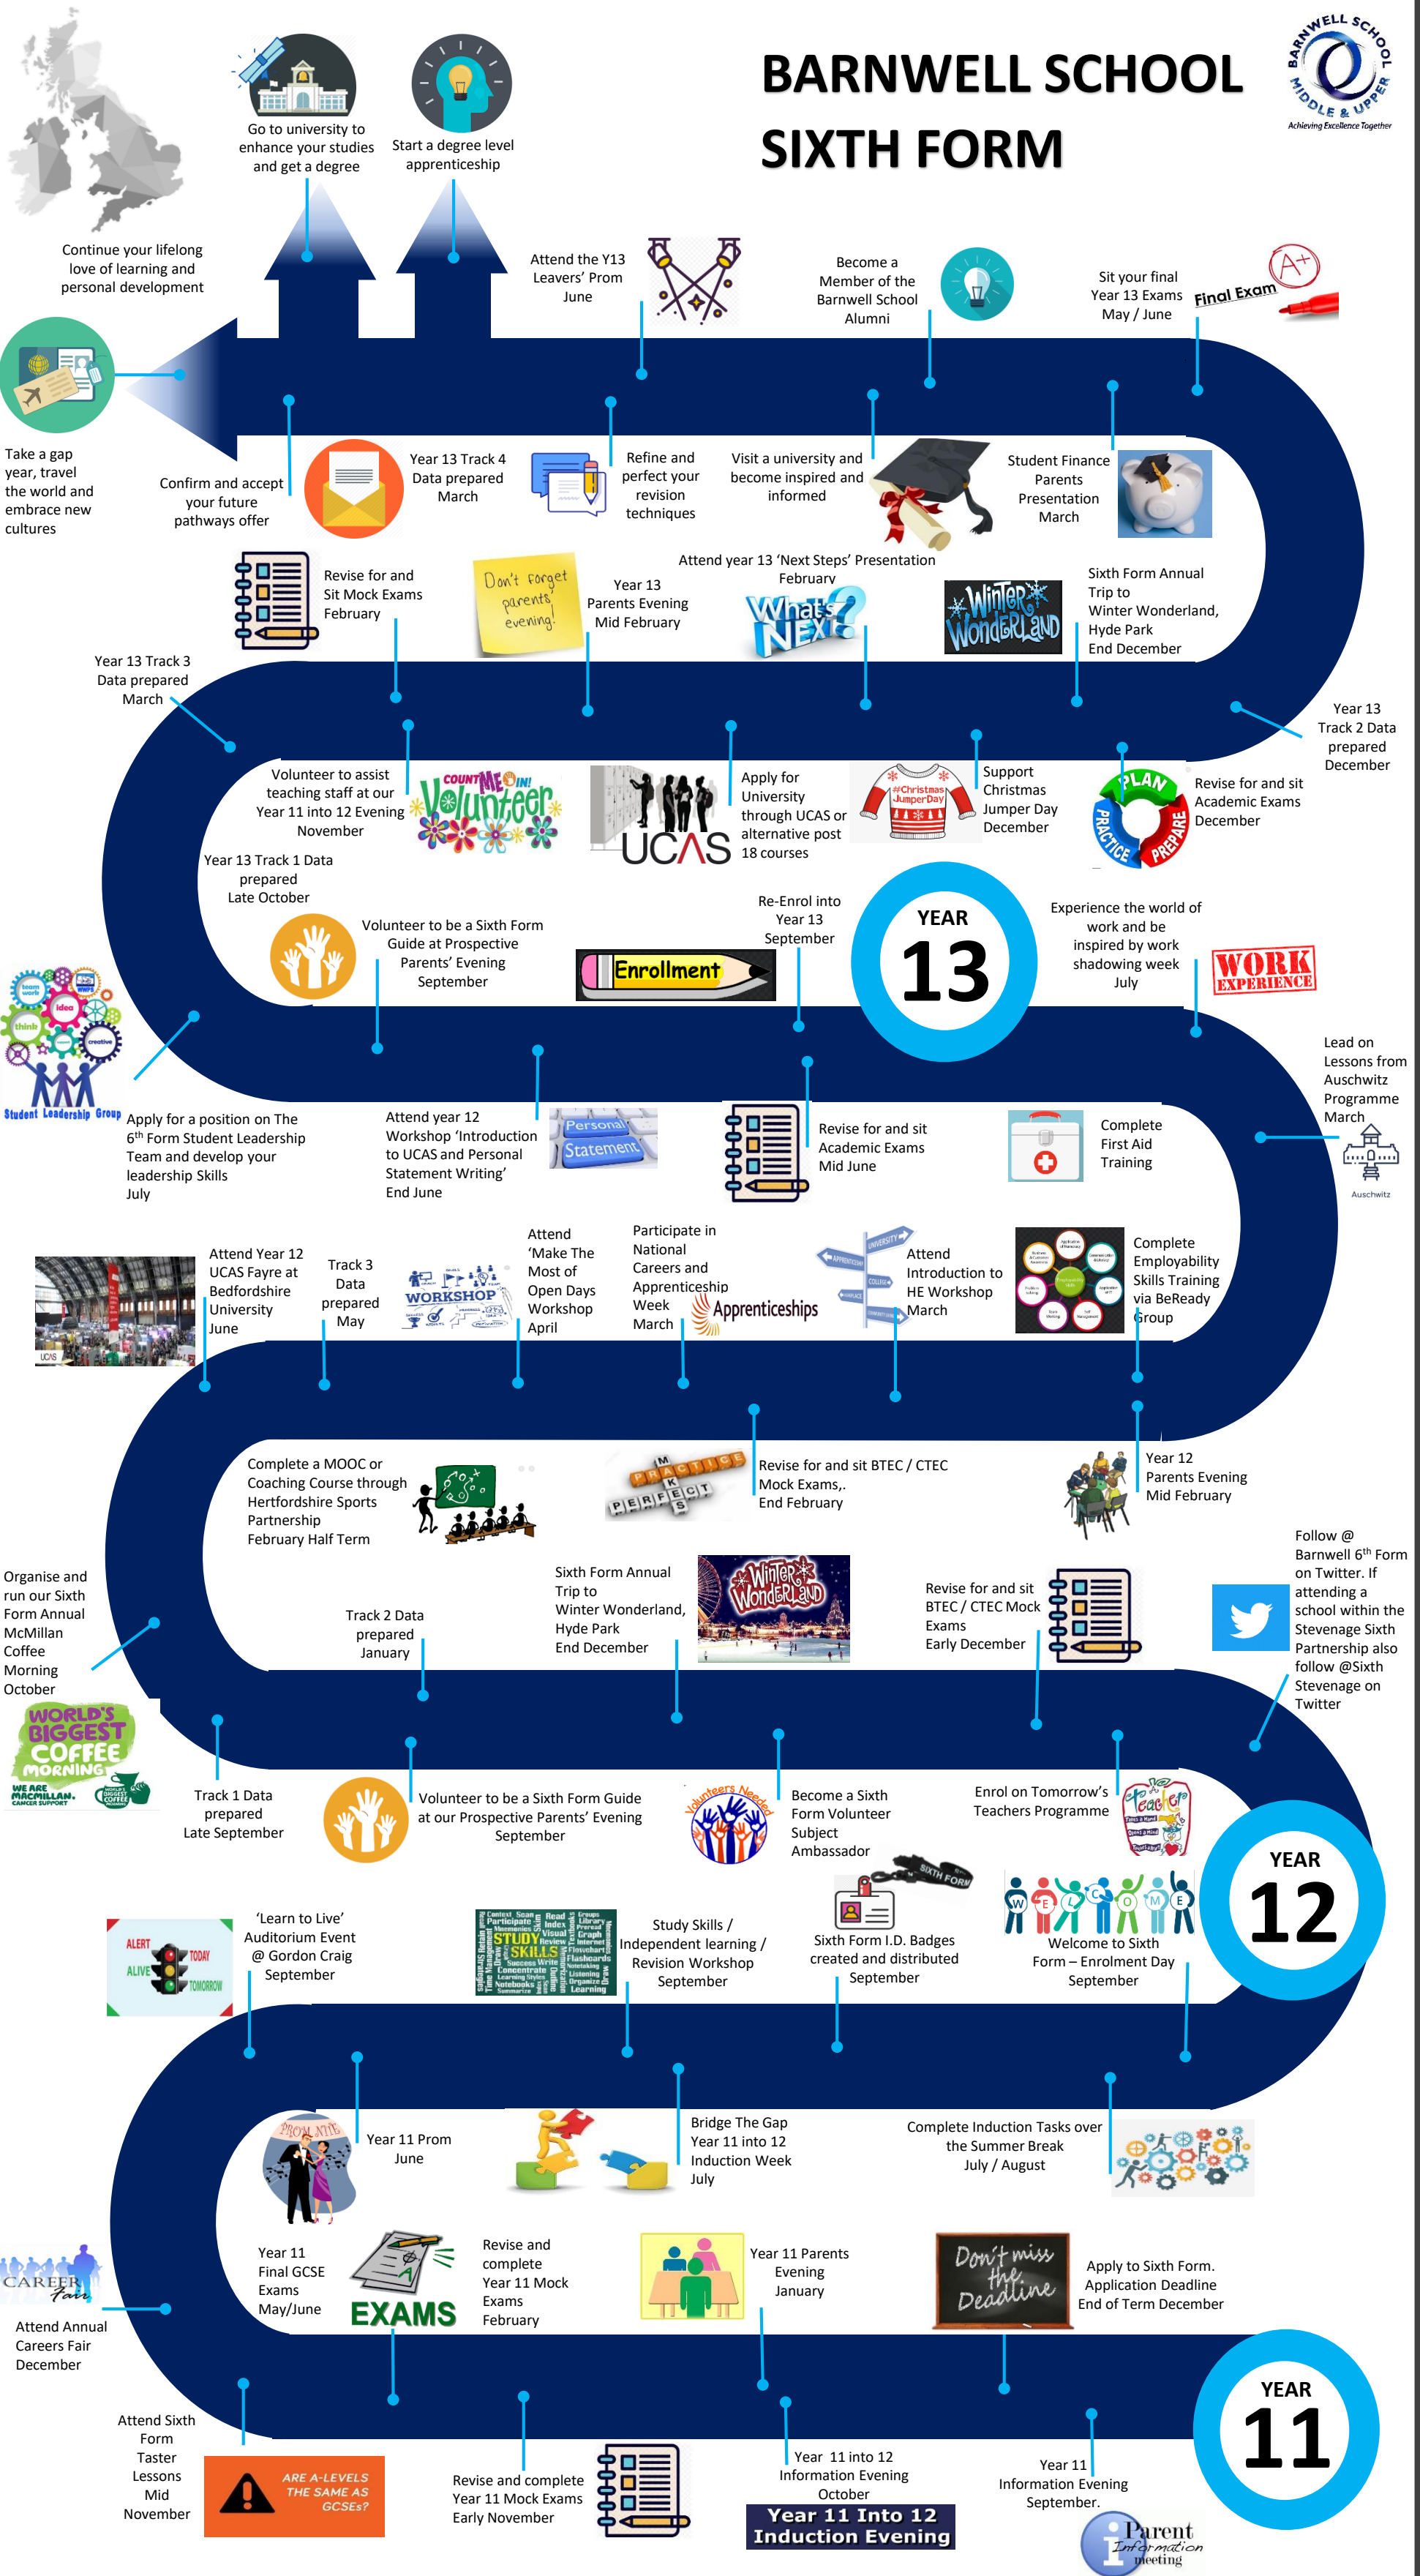 BARNWELL SCHOOL
SIXTH FORM
BARNWELL SCHOOL
MIDDLE & UPPER
Achieving Excellence Together
Go to university to
enhance your studies
and get a degree
Start a degree level
apprenticeship
Continue your lifelong
love of learning and
personal development
Attend the Y13
Leavers' Prom
June
Become a
Member of the
Barnwell School
Alumni
Sit your final
Year 13 Exams
May / June
Final Exam
A+
Take a gap
year, travel
the world and
embrace new
cultures
Confirm and accept
your future
pathways offer
Year 13 Track 4
Data prepared
March
Refine and
perfect your
revision
techniques
Visit a university and
become inspired and
informed
Student Finance
Parents
Presentation
March
Revise for and
Sit Mock Exams
February
Don't forget
parents'
evening!
Year 13
Parents Evening
Mid February
Attend year 13 'Next Steps' Presentation
February
What's
NEXT?
Winter
Wonderland
Sixth Form Annual
Trip to
Winter Wonderland,
Hyde Park
End December
Year 13 Track 3
Data prepared
March
Year 13
Track 2 Data
prepared
December
Volunteer to assist
teaching staff at our
Year 11 into 12 Evening
November
COUNT ME IN!
Volunteer
UCAS
Apply for
University
through UCAS or
alternative post
18 courses
#Christmas
JumperDay
Support
Christmas
Jumper Day
December
PLAN
PRACTICE
PREPARE
Revise for and sit
Academic Exams
December
Year 13 Track 1 Data
prepared
Late October
Volunteer to be a Sixth Form
Guide at Prospective
Parents' Evening
September
Enrollment
Re-Enrol into
Year 13
September
YEAR
13
Experience the world of
work and be
inspired by work
shadowing week
July
WORK
EXPERIENCE
team
work
idea
think
creative
Student Leadership Group
Apply for a position on The
6th Form Student Leadership
Team and develop your
leadership Skills
July
Attend year 12
Workshop 'Introduction
to UCAS and Personal
Statement Writing'
End June
Personal
Statement
Revise for and sit
Academic Exams
Mid June
Complete
First Aid
Training
Lead on
Lessons from
Auschwitz
Programme
March
Auschwitz
UCAS
Attend Year 12
UCAS Fayre at
Bedfordshire
University
June
Track 3
Data
prepared
May
WORKSHOP
Attend
'Make The
Most of
Open Days
Workshop
April
Participate in
National
Careers and
Apprenticeship
Week
March
Apprenticeships
UNIVERSITY
APPRENTICESHIP
COLLEGE
Attend
Introduction to
HE Workshop
March
Complete
Employability
Skills Training
via BeReady
Group
Complete a MOOC or
Coaching Course through
Hertfordshire Sports
Partnership
February Half Term
PRACTICE
MAKES
PERFECT
Revise for and sit BTEC / CTEC
Mock Exams,.
End February
Year 12
Parents Evening
Mid February
Organise and
run our Sixth
Form Annual
McMillan
Coffee
Morning
October
WORLD'S
BIGGEST
COFFEE
MORNING
WE ARE
MACMILLAN.
CANCER SUPPORT
Track 2 Data
prepared
January
Sixth Form Annual
Trip to
Winter Wonderland,
Hyde Park
End December
Winter
Wonderland
Revise for and sit
BTEC / CTEC Mock
Exams
Early December
Follow @
Barnwell 6th Form
on Twitter. If
attending a
school within the
Stevenage Sixth
Partnership also
follow @Sixth
Stevenage on
Twitter
Track 1 Data
prepared
Late September
Volunteer to be a Sixth Form Guide
at our Prospective Parents' Evening
September
Volunteers Needed
Become a Sixth
Form Volunteer
Subject
Ambassador
Enrol on Tomorrow's
Teachers Programme
Teacher
YEAR
12
ALERT TODAY
ALIVE TOMORROW
'Learn to Live'
Auditorium Event
@ Gordon Craig
September
STUDY
SKILLS
Study Skills /
Independent learning /
Revision Workshop
September
SIXTH FORM
Sixth Form I.D. Badges
created and distributed
September
WELCOME
Welcome to Sixth
Form – Enrolment Day
September
PROM NITE
Year 11 Prom
June
Bridge The Gap
Year 11 into 12
Induction Week
July
Complete Induction Tasks over
the Summer Break
July / August
CAREER
Fair
Attend Annual
Careers Fair
December
Year 11
Final GCSE
Exams
May/June
A
EXAMS
Revise and
complete
Year 11 Mock
Exams
February
Year 11 Parents
Evening
January
Don't miss
the
Deadline
Apply to Sixth Form.
Application Deadline
End of Term December
YEAR
11
Attend Sixth
Form
Taster
Lessons
Mid
November
ARE A-LEVELS
THE SAME AS
GCSEs?
Revise and complete
Year 11 Mock Exams
Early November
Year 11 into 12
Information Evening
October
Year 11 Into 12
Induction Evening
Year 11
Information Evening
September.
i Parent
Information
meeting